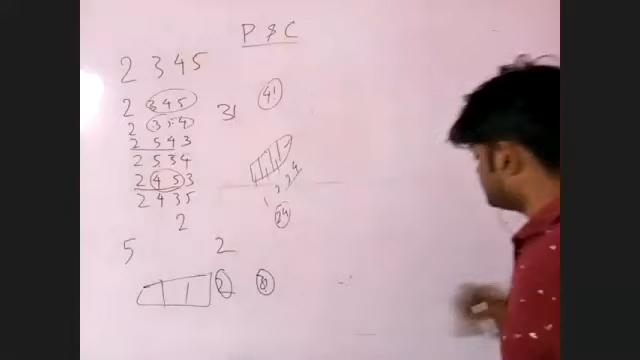 P & C
2 3 4 5
2 3 4 5
2 3 5 4
2 5 4 3
2 5 3 4
2 4 5 3
2 4 3 5
3!
4!
1 2 3 4
24
2
5 2
2